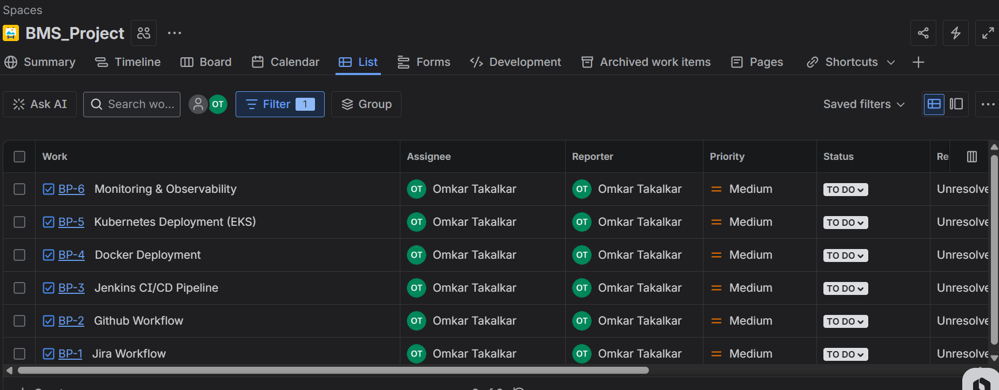 Spaces
BMS_Project
Summary Timeline Board Calendar List Forms Development Archived work items Pages Shortcuts
Ask AI Search wo... OT Filter 1 Group Saved filters
Work Assignee Reporter Priority Status Re
BP-6 Monitoring & Observability OT Omkar Takalkar OT Omkar Takalkar Medium TO DO Unresolve
BP-5 Kubernetes Deployment (EKS) OT Omkar Takalkar OT Omkar Takalkar Medium TO DO Unresolve
BP-4 Docker Deployment OT Omkar Takalkar OT Omkar Takalkar Medium TO DO Unresolve
BP-3 Jenkins CI/CD Pipeline OT Omkar Takalkar OT Omkar Takalkar Medium TO DO Unresolve
BP-2 Github Workflow OT Omkar Takalkar OT Omkar Takalkar Medium TO DO Unresolve
BP-1 Jira Workflow OT Omkar Takalkar OT Omkar Takalkar Medium TO DO Unresolve